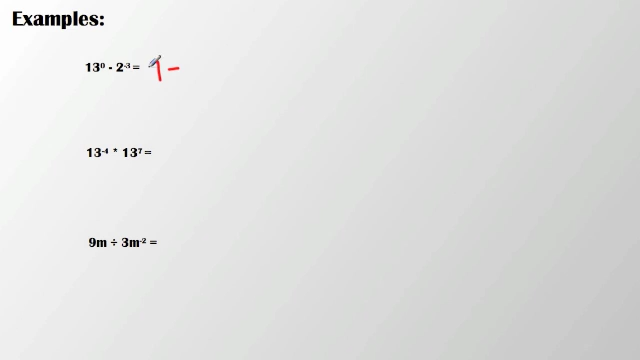 Examples:
13⁰ - 2⁻³ = 1 -
13⁻⁴ * 13⁷ =
9m ÷ 3m⁻² =